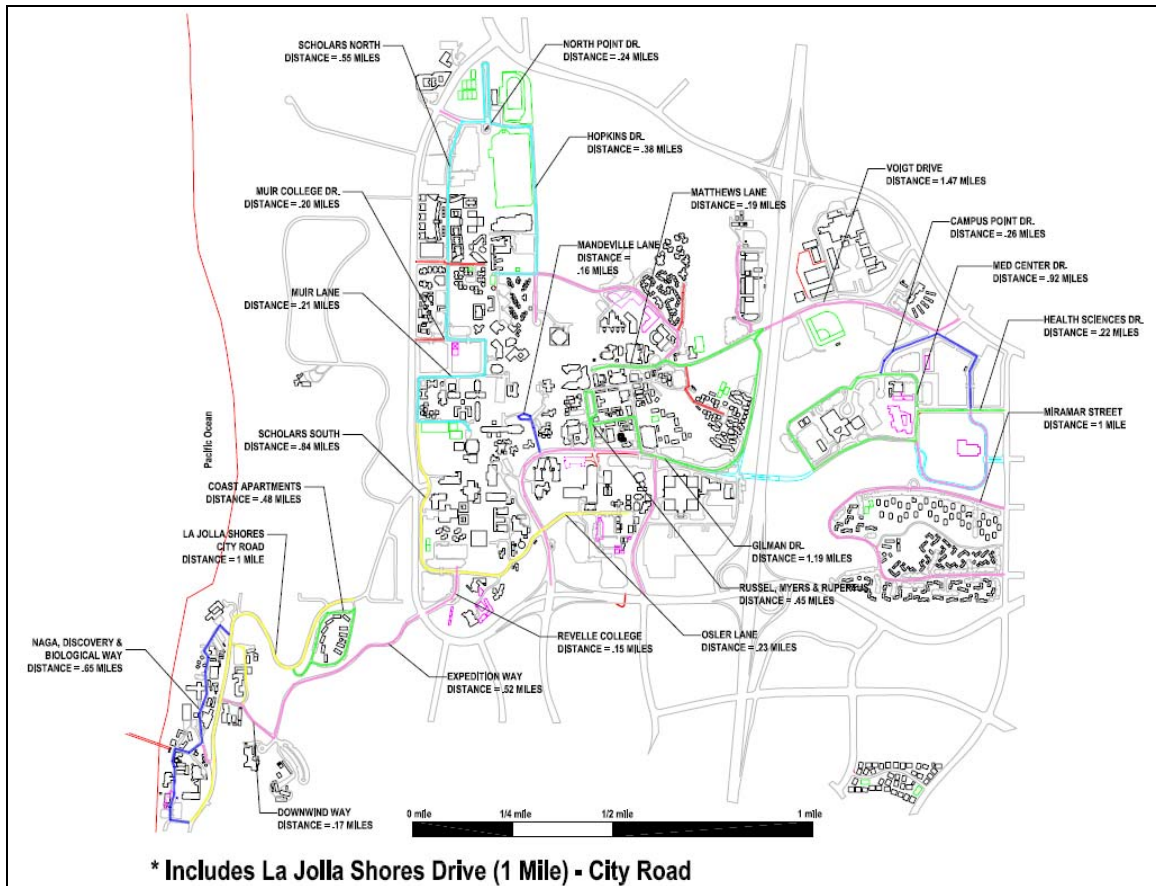 SCHOLARS NORTH
DISTANCE = .55 MILES
NORTH POINT DR.
DISTANCE = .24 MILES
HOPKINS DR.
DISTANCE = .38 MILES
VOIGT DRIVE
DISTANCE = 1.47 MILES
MUIR COLLEGE DR.
DISTANCE = .20 MILES
MATTHEWS LANE
DISTANCE = .19 MILES
CAMPUS POINT DR.
DISTANCE = .26 MILES
MANDEVILLE LANE
DISTANCE =
.16 MILES
MED CENTER DR.
DISTANCE = .92 MILES
MUIR LANE
DISTANCE = .21 MILES
HEALTH SCIENCES DR.
DISTANCE = .22 MILES
MIRAMAR STREET
DISTANCE = 1 MILE
Pacific Ocean
SCHOLARS SOUTH
DISTANCE = .94 MILES
COAST APARTMENTS
DISTANCE = .48 MILES
LA JOLLA SHORES
CITY ROAD
DISTANCE = 1 MILE
GILMAN DR.
DISTANCE = 1.19 MILES
RUSSEL, MYERS & RUPERTUS
DISTANCE = .45 MILES
NAGA, DISCOVERY &
BIOLOGICAL WAY
DISTANCE = .65 MILES
REVELLE COLLEGE
DISTANCE = .15 MILES
OSLER LANE
DISTANCE = .23 MILES
EXPEDITION WAY
DISTANCE = .52 MILES
DOWNWIND WAY
DISTANCE = .17 MILES
0 mile 1/4 mile 1/2 mile 1 mile
* Includes La Jolla Shores Drive (1 Mile) - City Road